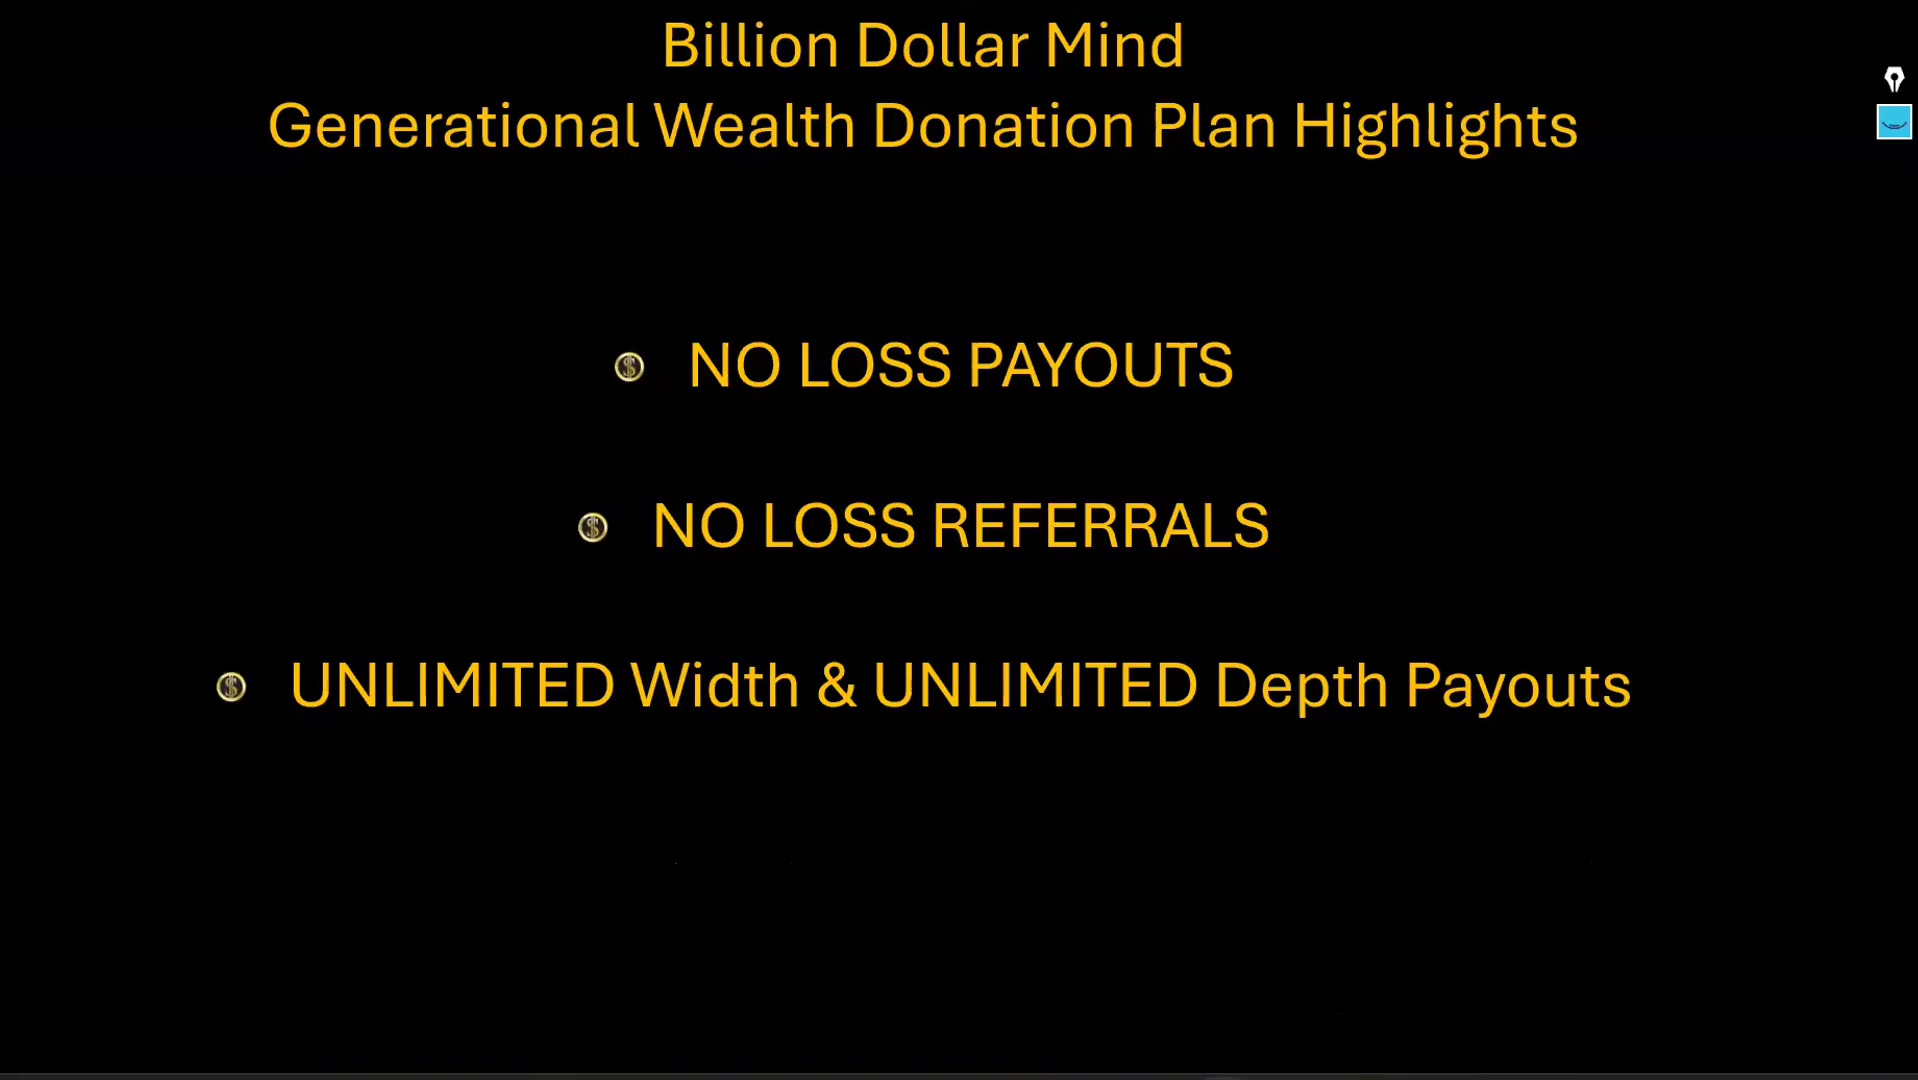 Billion Dollar Mind
Generational Wealth Donation Plan Highlights
NO LOSS PAYOUTS
NO LOSS REFERRALS
UNLIMITED Width & UNLIMITED Depth Payouts